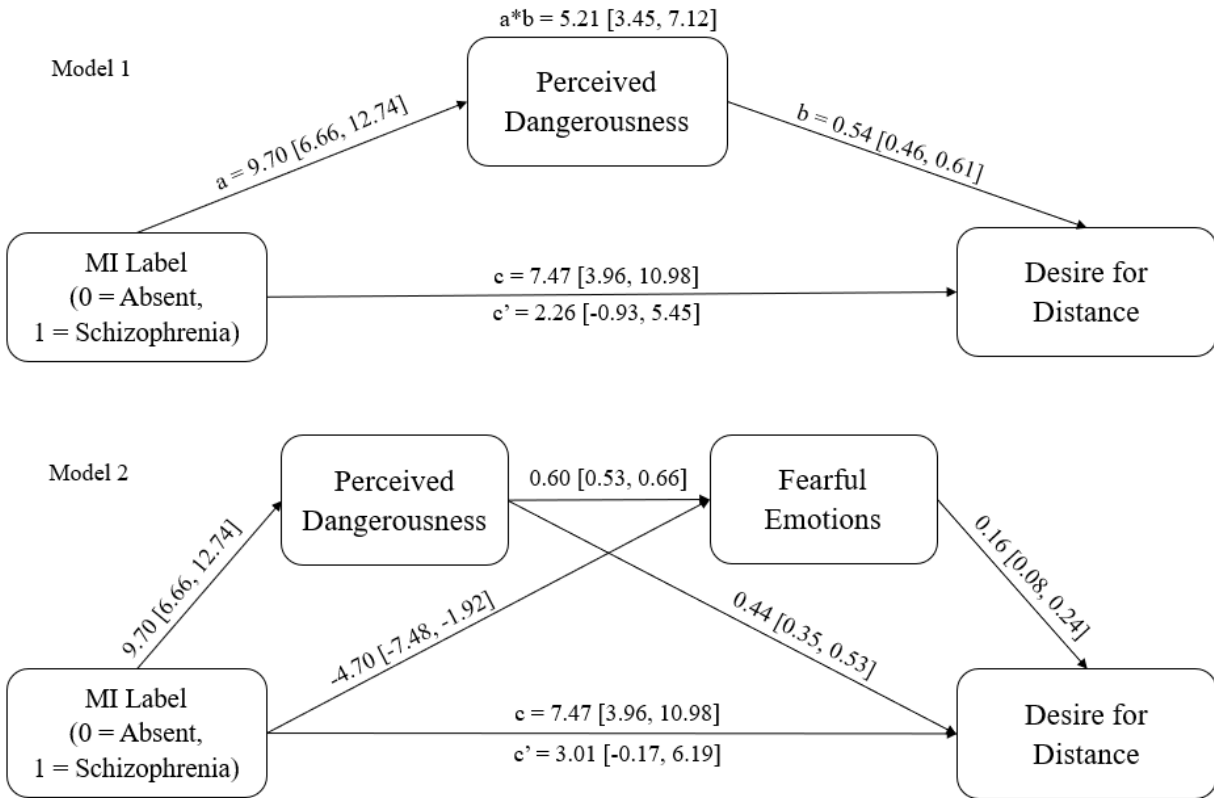 a*b = 5.21 [3.45, 7.12]
Model 1
Perceived
Dangerousness
a = 9.70 [6.66, 12.74]
b = 0.54 [0.46, 0.61]
MI Label
(0 = Absent,
1 = Schizophrenia)
c = 7.47 [3.96, 10.98]
c’ = 2.26 [-0.93, 5.45]
Desire for
Distance
Model 2
Perceived
Dangerousness
0.60 [0.53, 0.66]
Fearful
Emotions
9.70 [6.66, 12.74]
-4.70 [-7.48, -1.92]
0.44 [0.35, 0.53]
0.16 [0.08, 0.24]
MI Label
(0 = Absent,
1 = Schizophrenia)
c = 7.47 [3.96, 10.98]
c’ = 3.01 [-0.17, 6.19]
Desire for
Distance